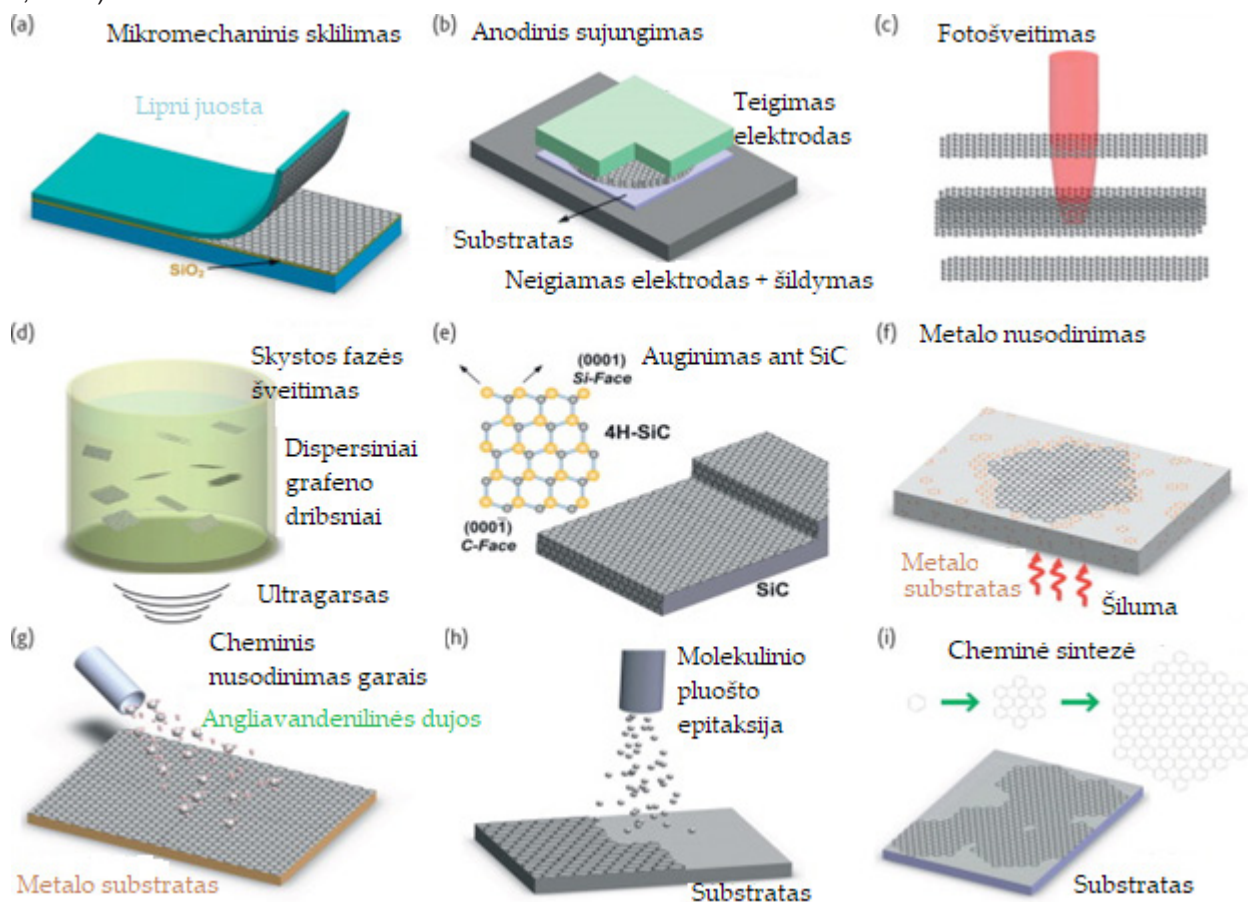 (a)
Mikromechaninis sklilimas
Lipni juosta
SiO₂
(b)
Anodinis sujungimas
Teigimas
elektrodas
Substratas
Neigiamas elektrodas + šildymas
(c)
Fotošveitimas
(d)
Skystos fazės
šveitimas
Dispersiniai
grafeno
dribsniai
Ultragarsas
(e)
Auginimas ant SiC
(0001)
Si-Face
4H-SiC
(0001̅)
C-Face
SiC
(f)
Metalo nusodinimas
Metalo
substratas
Šiluma
(g)
Cheminis
nusodinimas garais
Angliavandenilinės dujos
Metalo substratas
(h)
Molekulinio
pluošto
epitaksija
Substratas
(i)
Cheminė sintezė
Substratas